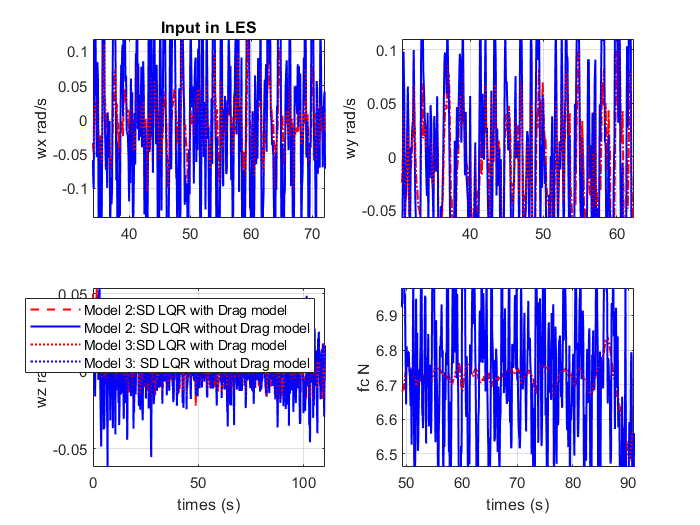 Input in LES
0.1
0.05
0
-0.05
-0.1
wx rad/s
40
50
60
70
0.1
0.05
0
-0.05
wy rad/s
40
50
60
0.05
0
-0.05
wz ra
0
50
100
times (s)
Model 2:SD LQR with Drag model
Model 2: SD LQR without Drag model
Model 3:SD LQR with Drag model
Model 3: SD LQR without Drag model
6.9
6.8
6.7
6.6
6.5
fc N
50
60
70
80
90
times (s)